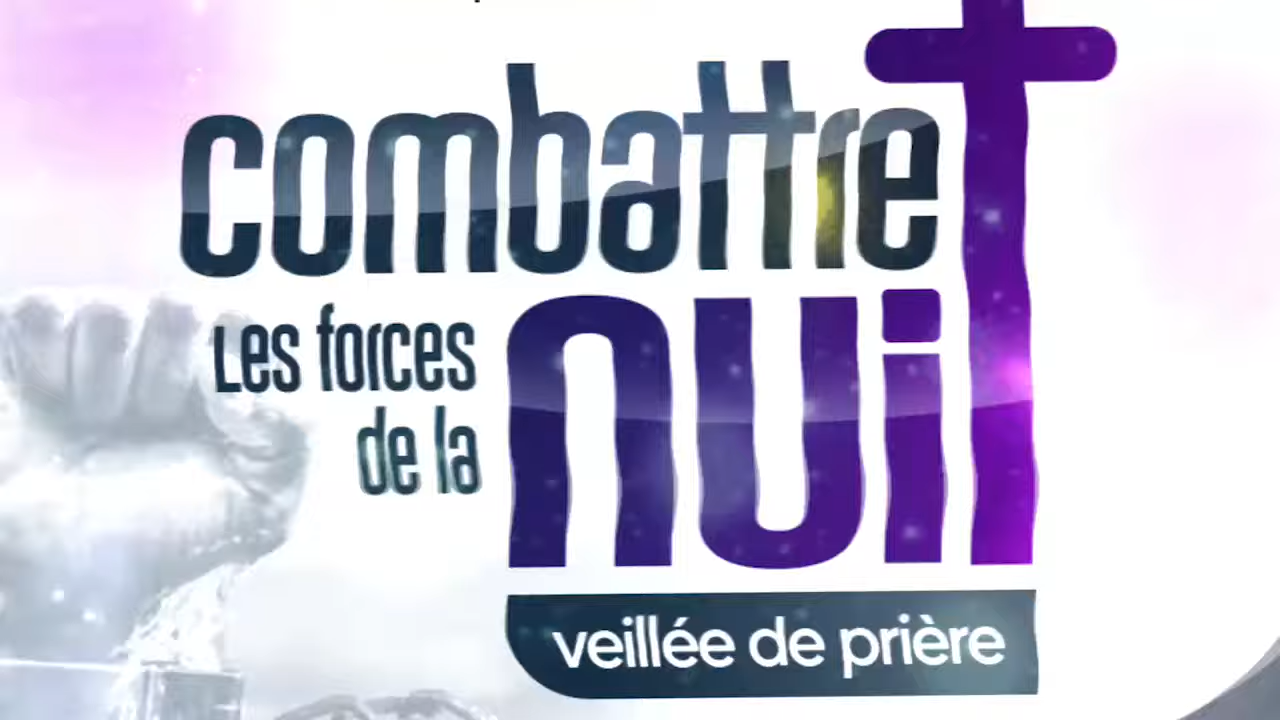 combattre
Les forces
de la
nuit
veillée de prière